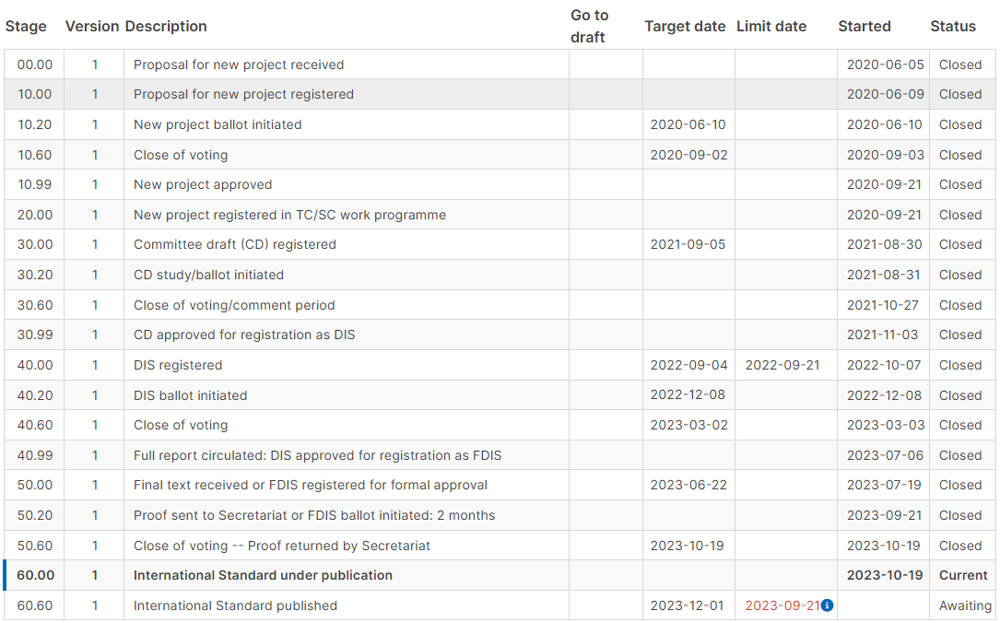 Stage Version Description Go to draft Target date Limit date Started Status
00.00 1 Proposal for new project received 2020-06-05 Closed
10.00 1 Proposal for new project registered 2020-06-09 Closed
10.20 1 New project ballot initiated 2020-06-10 2020-06-10 Closed
10.60 1 Close of voting 2020-09-02 2020-09-03 Closed
10.99 1 New project approved 2020-09-21 Closed
20.00 1 New project registered in TC/SC work programme 2020-09-21 Closed
30.00 1 Committee draft (CD) registered 2021-09-05 2021-08-30 Closed
30.20 1 CD study/ballot initiated 2021-08-31 Closed
30.60 1 Close of voting/comment period 2021-10-27 Closed
30.99 1 CD approved for registration as DIS 2021-11-03 Closed
40.00 1 DIS registered 2022-09-04 2022-09-21 2022-10-07 Closed
40.20 1 DIS ballot initiated 2022-12-08 2022-12-08 Closed
40.60 1 Close of voting 2023-03-02 2023-03-03 Closed
40.99 1 Full report circulated: DIS approved for registration as FDIS 2023-07-06 Closed
50.00 1 Final text received or FDIS registered for formal approval 2023-06-22 2023-07-19 Closed
50.20 1 Proof sent to Secretariat or FDIS ballot initiated: 2 months 2023-09-21 Closed
50.60 1 Close of voting -- Proof returned by Secretariat 2023-10-19 2023-10-19 Closed
60.00 1 International Standard under publication 2023-10-19 Current
60.60 1 International Standard published 2023-12-01 2023-09-21 i Awaiting